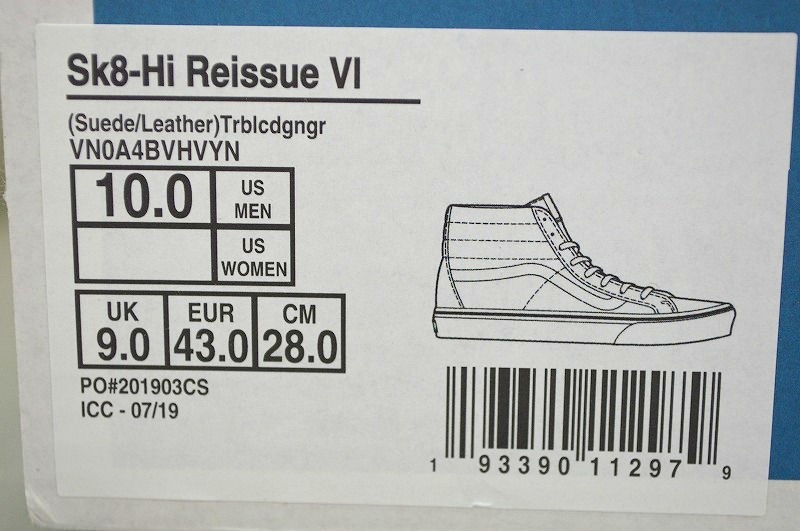 Sk8-Hi Reissue VI
(Suede/Leather)Trblcdgngr
VN0A4BVHVYN
10.0 US MEN
US WOMEN
UK EUR CM
9.0 43.0 28.0
PO#201903CS
ICC - 07/19
1 93390 11297 9